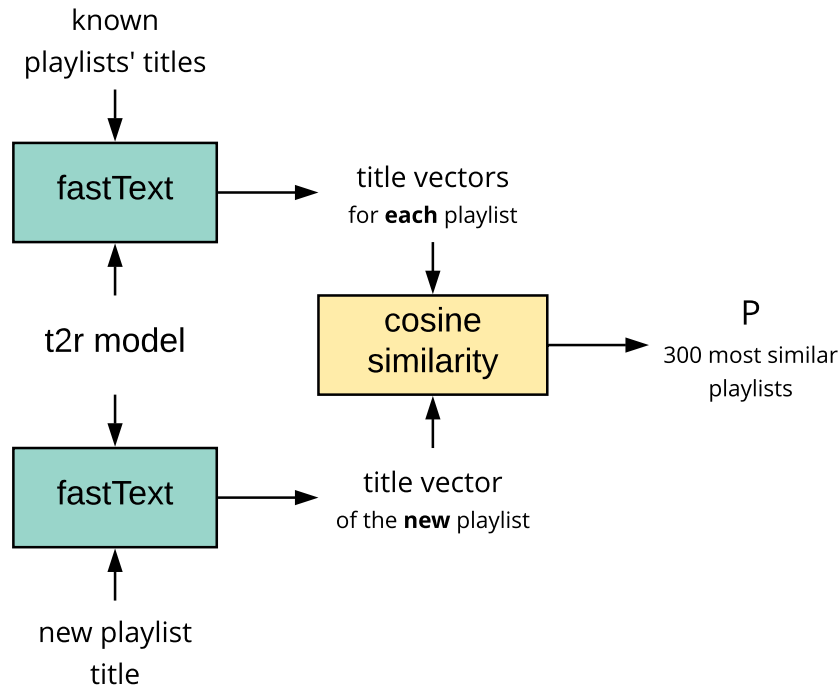 known
playlists' titles
fastText
title vectors
for each playlist
t2r model
cosine
similarity
P
300 most similar
playlists
fastText
title vector
of the new playlist
new playlist
title